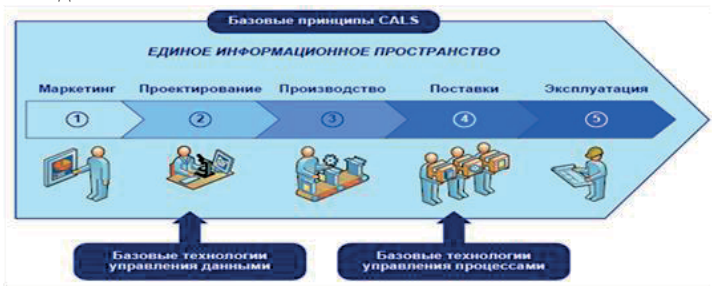 Базовые принципы CALS
ЕДИНОЕ ИНФОРМАЦИОННОЕ ПРОСТРАНСТВО
Маркетинг Проектирование Производство Поставки Эксплуатация
1 2 3 4 5
Базовые технологии управления данными
Базовые технологии управления процессами